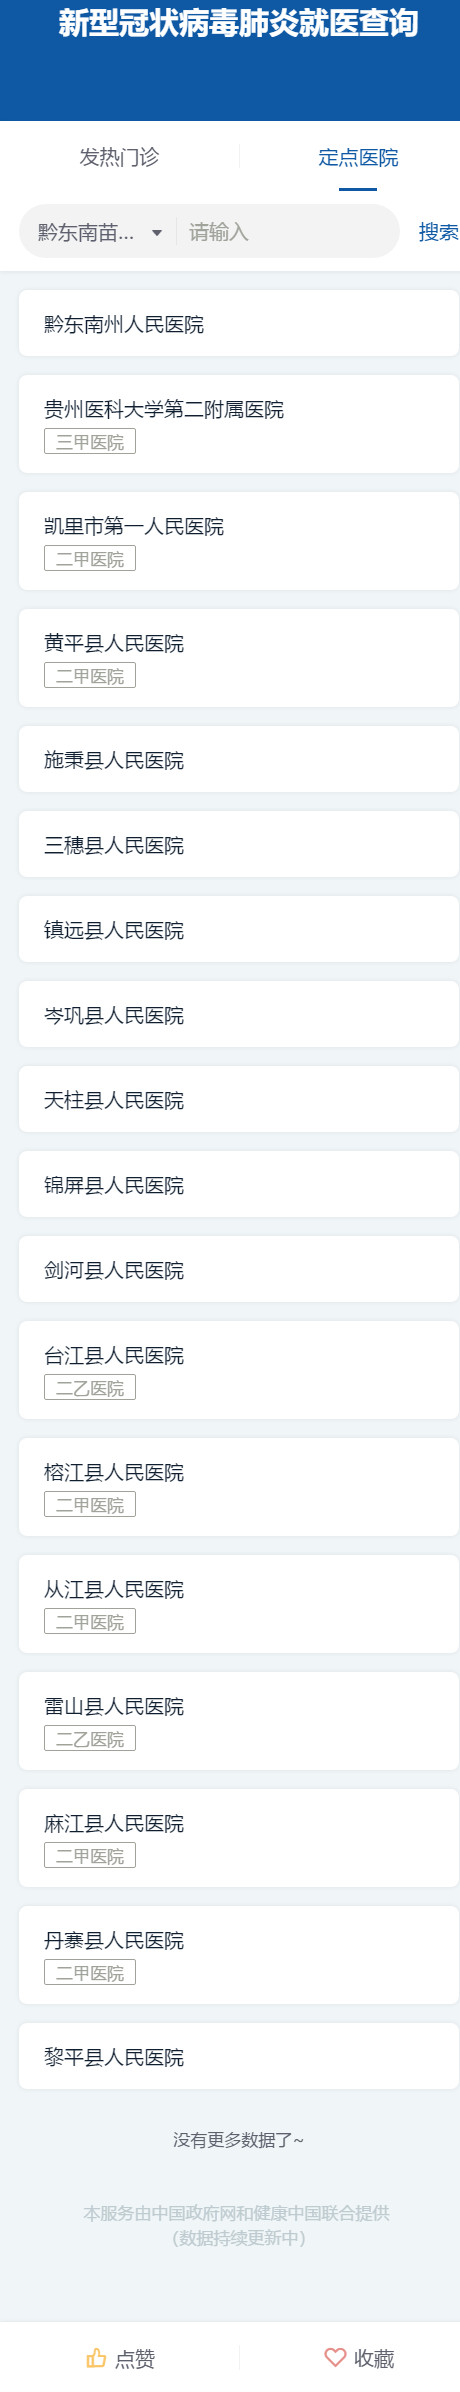 新型冠状病毒肺炎就医查询
发热门诊
定点医院
黔东南苗... 请输入 搜索
黔东南州人民医院
贵州医科大学第二附属医院
三甲医院
凯里市第一人民医院
二甲医院
黄平县人民医院
二甲医院
施秉县人民医院
三穗县人民医院
镇远县人民医院
岑巩县人民医院
天柱县人民医院
锦屏县人民医院
剑河县人民医院
台江县人民医院
二乙医院
榕江县人民医院
二甲医院
从江县人民医院
二甲医院
雷山县人民医院
二乙医院
麻江县人民医院
二甲医院
丹寨县人民医院
二甲医院
黎平县人民医院
没有更多数据了~
本服务由中国政府网和健康中国联合提供
（数据持续更新中）
点赞
收藏